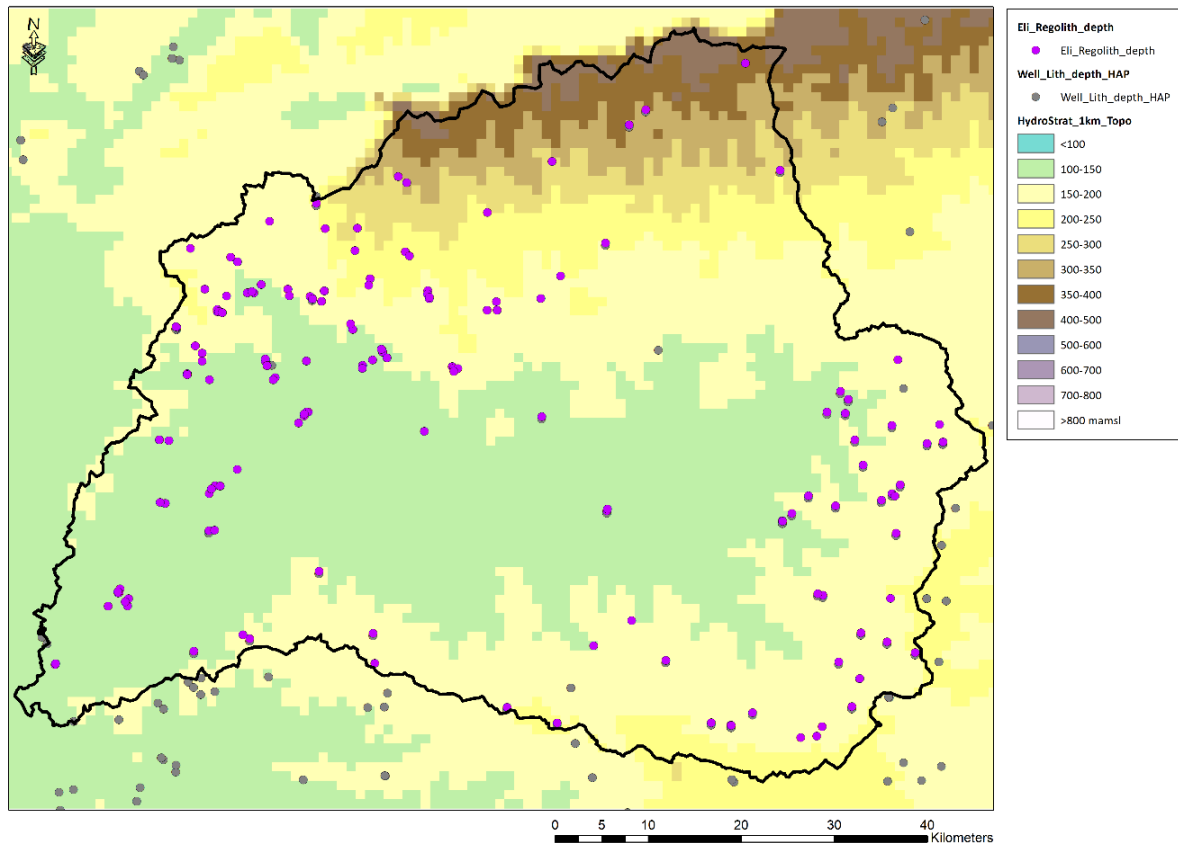 N
Eli_Regolith_depth
Eli_Regolith_depth
Well_Lith_depth_HAP
Well_Lith_depth_HAP
HydroStrat_1km_Topo
<100
100-150
150-200
200-250
250-300
300-350
350-400
400-500
500-600
600-700
700-800
>800 mamsl
0 5 10 20 30 40
Kilometers